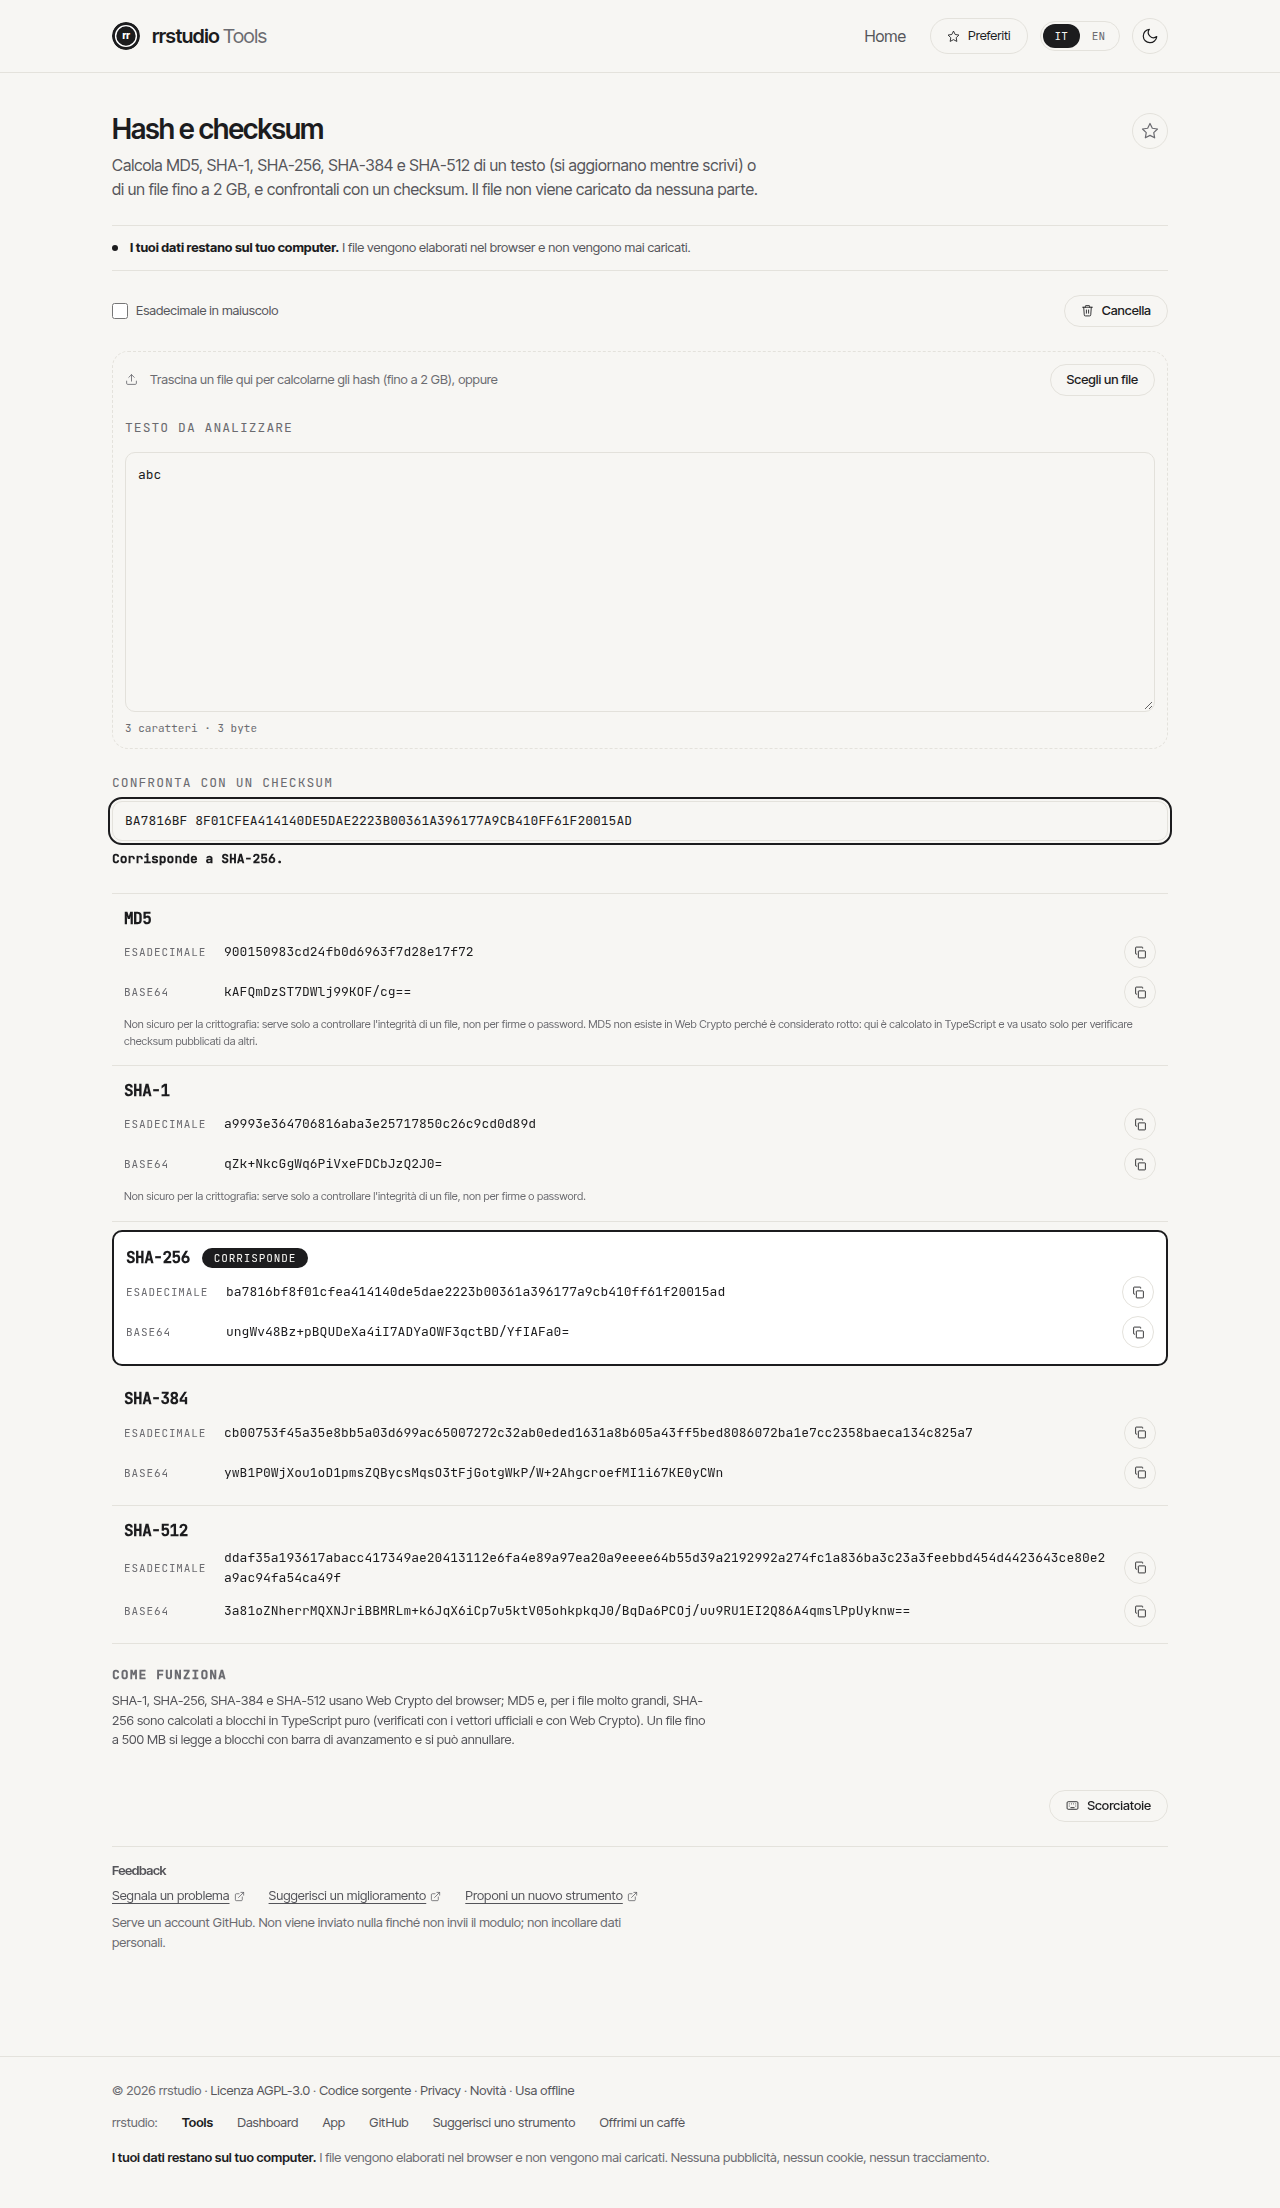 rr rrstudio Tools Home Preferiti IT EN
Hash e checksum
Calcola MD5, SHA-1, SHA-256, SHA-384 e SHA-512 di un testo (si aggiornano mentre scrivi) o
di un file fino a 2 GB, e confrontali con un checksum. Il file non viene caricato da nessuna parte.
I tuoi dati restano sul tuo computer. I file vengono elaborati nel browser e non vengono mai caricati.
Esadecimale in maiuscolo Cancella
Trascina un file qui per calcolarne gli hash (fino a 2 GB), oppure Scegli un file
TESTO DA ANALIZZARE
abc
3 caratteri · 3 byte
CONFRONTA CON UN CHECKSUM
BA7816BF 8F01CFEA414140DE5DAE2223B00361A396177A9CB410FF61F20015AD
Corrisponde a SHA-256.
MD5
ESADECIMALE 900150983cd24fb0d6963f7d28e17f72
BASE64 kAFQmDzST7DWlj99KOF/cg==
Non sicuro per la crittografia: serve solo a controllare l'integrità di un file, non per firme o password. MD5 non esiste in Web Crypto perché è considerato rotto: qui è calcolato in TypeScript e va usato solo per verificare
checksum pubblicati da altri.
SHA-1
ESADECIMALE a9993e364706816aba3e25717850c26c9cd0d89d
BASE64 qZk+NkcGgWq6PiVxeFDCbJzQ2J0=
Non sicuro per la crittografia: serve solo a controllare l'integrità di un file, non per firme o password.
SHA-256 CORRISPONDE
ESADECIMALE ba7816bf8f01cfea414140de5dae2223b00361a396177a9cb410ff61f20015ad
BASE64 ungWv48Bz+pBQUDeXa4iI7ADYaOWF3qctBD/YfIAFa0=
SHA-384
ESADECIMALE cb00753f45a35e8bb5a03d699ac65007272c32ab0eded1631a8b605a43ff5bed8086072ba1e7cc2358baeca134c825a7
BASE64 ywB1P0WjXou1oD1pmsZQBycsMqsO3tFjGotgWkP/W+2AhgcroefMI1i67KE0yCWn
SHA-512
ESADECIMALE ddaf35a193617abacc417349ae20413112e6fa4e89a97ea20a9eeee64b55d39a2192992a274fc1a836ba3c23a3feebbd454d4423643ce80e2
a9ac94fa54ca49f
BASE64 3a81oZNherrMQXNJriBBMRLm+k6JqX6iCp7u5ktV05ohkpkqJ0/BqDa6PCOj/uu9RU1EI2Q86A4qmslPpUyknw==
COME FUNZIONA
SHA-1, SHA-256, SHA-384 e SHA-512 usano Web Crypto del browser; MD5 e, per i file molto grandi, SHA-
256 sono calcolati a blocchi in TypeScript puro (verificati con i vettori ufficiali e con Web Crypto). Un file fino
a 500 MB si legge a blocchi con barra di avanzamento e si può annullare.
Scorciatoie
Feedback
Segnala un problema Suggerisci un miglioramento Proponi un nuovo strumento
Serve un account GitHub. Non viene inviato nulla finché non invii il modulo; non incollare dati
personali.
© 2026 rrstudio · Licenza AGPL-3.0 · Codice sorgente · Privacy · Novità · Usa offline
rrstudio: Tools Dashboard App GitHub Suggerisci uno strumento Offrimi un caffè
I tuoi dati restano sul tuo computer. I file vengono elaborati nel browser e non vengono mai caricati. Nessuna pubblicità, nessun cookie, nessun tracciamento.